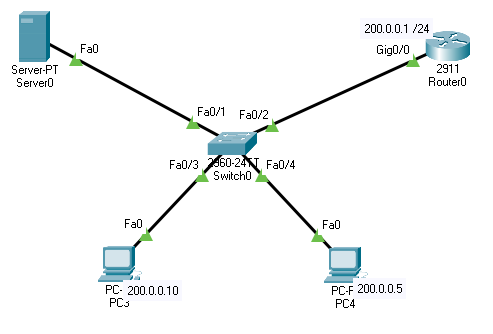 200.0.0.1 /24
Fa0
Gig0/0
Server-PT
Server0
2911
Router0
Fa0/1
Fa0/2
2960-24TT
Switch0
Fa0/3
Fa0/4
Fa0
Fa0
PC-
200.0.0.10
PC3
PC-F
200.0.0.5
PC4